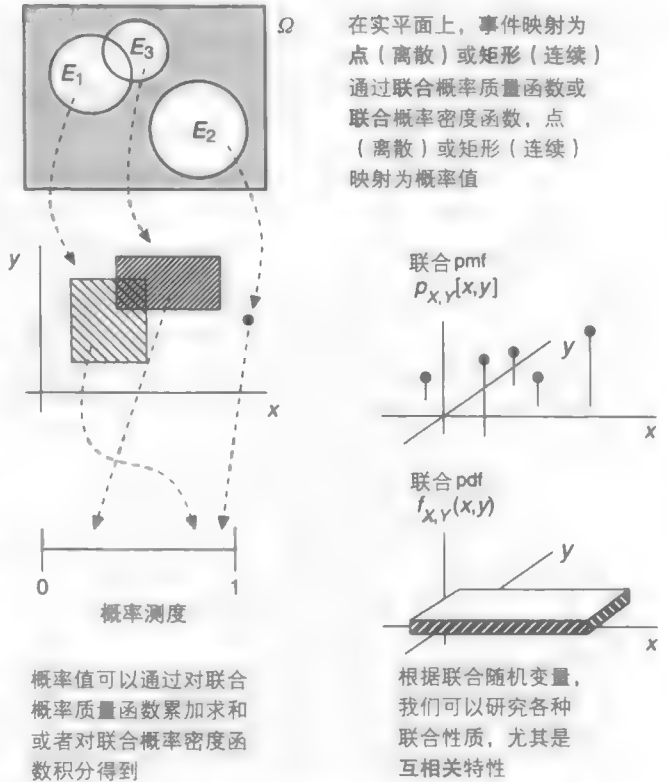 E1
E3
E2
Ω
在实平面上，事件映射为
点（离散）或矩形（连续）
通过联合概率质量函数或
联合概率密度函数，点
（离散）或矩形（连续）
映射为概率值
y
x
0
1
概率测度
概率值可以通过对联合
概率质量函数累加求和
或者对联合概率密度函
数积分得到
联合pmf
pX,Y[x,y]
y
x
联合pdf
fX,Y(x,y)
y
x
根据联合随机变量，
我们可以研究各种
联合性质，尤其是
互相关特性